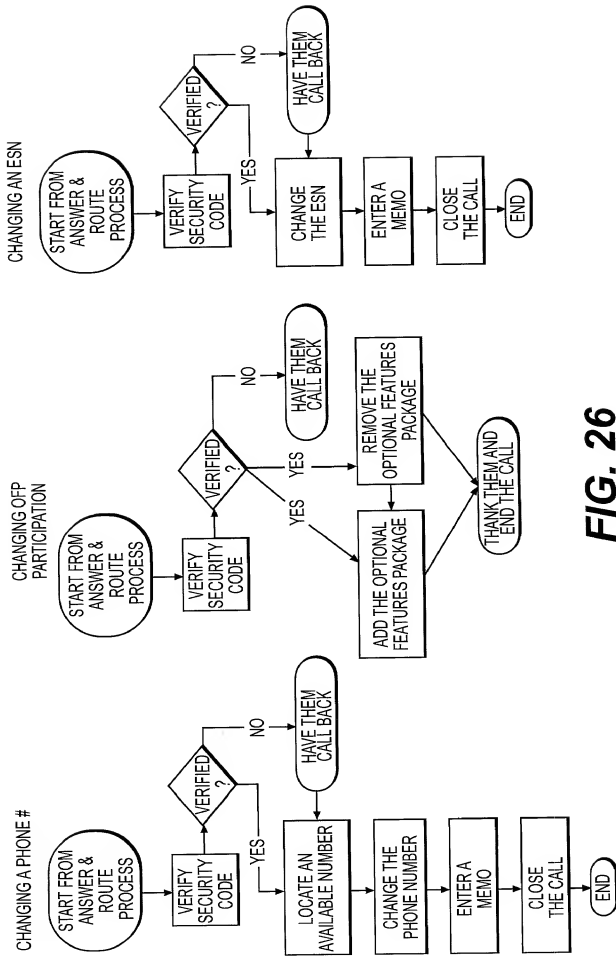 CHANGING A PHONE #
START FROM
ANSWER &
ROUTE
PROCESS
VERIFY
SECURITY
CODE
VERIFIED
?
NO
YES
HAVE THEM
CALL BACK
LOCATE AN
AVAILABLE NUMBER
CHANGE THE
PHONE NUMBER
ENTER A
MEMO
CLOSE
THE CALL
END
CHANGING OFP
PARTICIPATION
START FROM
ANSWER &
ROUTE
PROCESS
VERIFY
SECURITY
CODE
VERIFIED
?
NO
YES
YES
HAVE THEM
CALL BACK
ADD THE OPTIONAL
FEATURES PACKAGE
REMOVE THE
OPTIONAL FEATURES
PACKAGE
THANK THEM AND
END THE CALL
CHANGING AN ESN
START FROM
ANSWER &
ROUTE
PROCESS
VERIFY
SECURITY
CODE
VERIFIED
?
NO
YES
HAVE THEM
CALL BACK
CHANGE
THE ESN
ENTER A
MEMO
CLOSE
THE CALL
END
FIG. 26